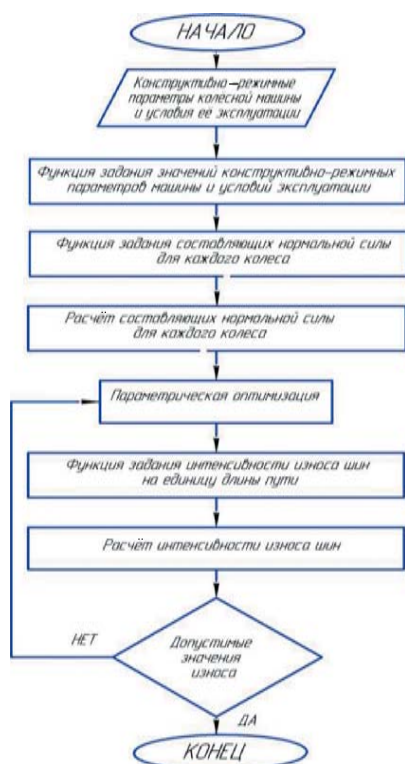 НАЧАЛО
Конструктивно-режимные
параметры колёсной машины
и условия её эксплуатации
Функция задания значений конструктивно-режимных
параметров машины и условий эксплуатации
Функция задания составляющих нормальной силы
для каждого колеса
Расчёт составляющих нормальной силы
для каждого колеса
Параметрическая оптимизация
Функция задания интенсивности износа шин
на единицу длины пути
Расчёт интенсивности износа шин
НЕТ
Допустимые
значения
износа
ДА
КОНЕЦ